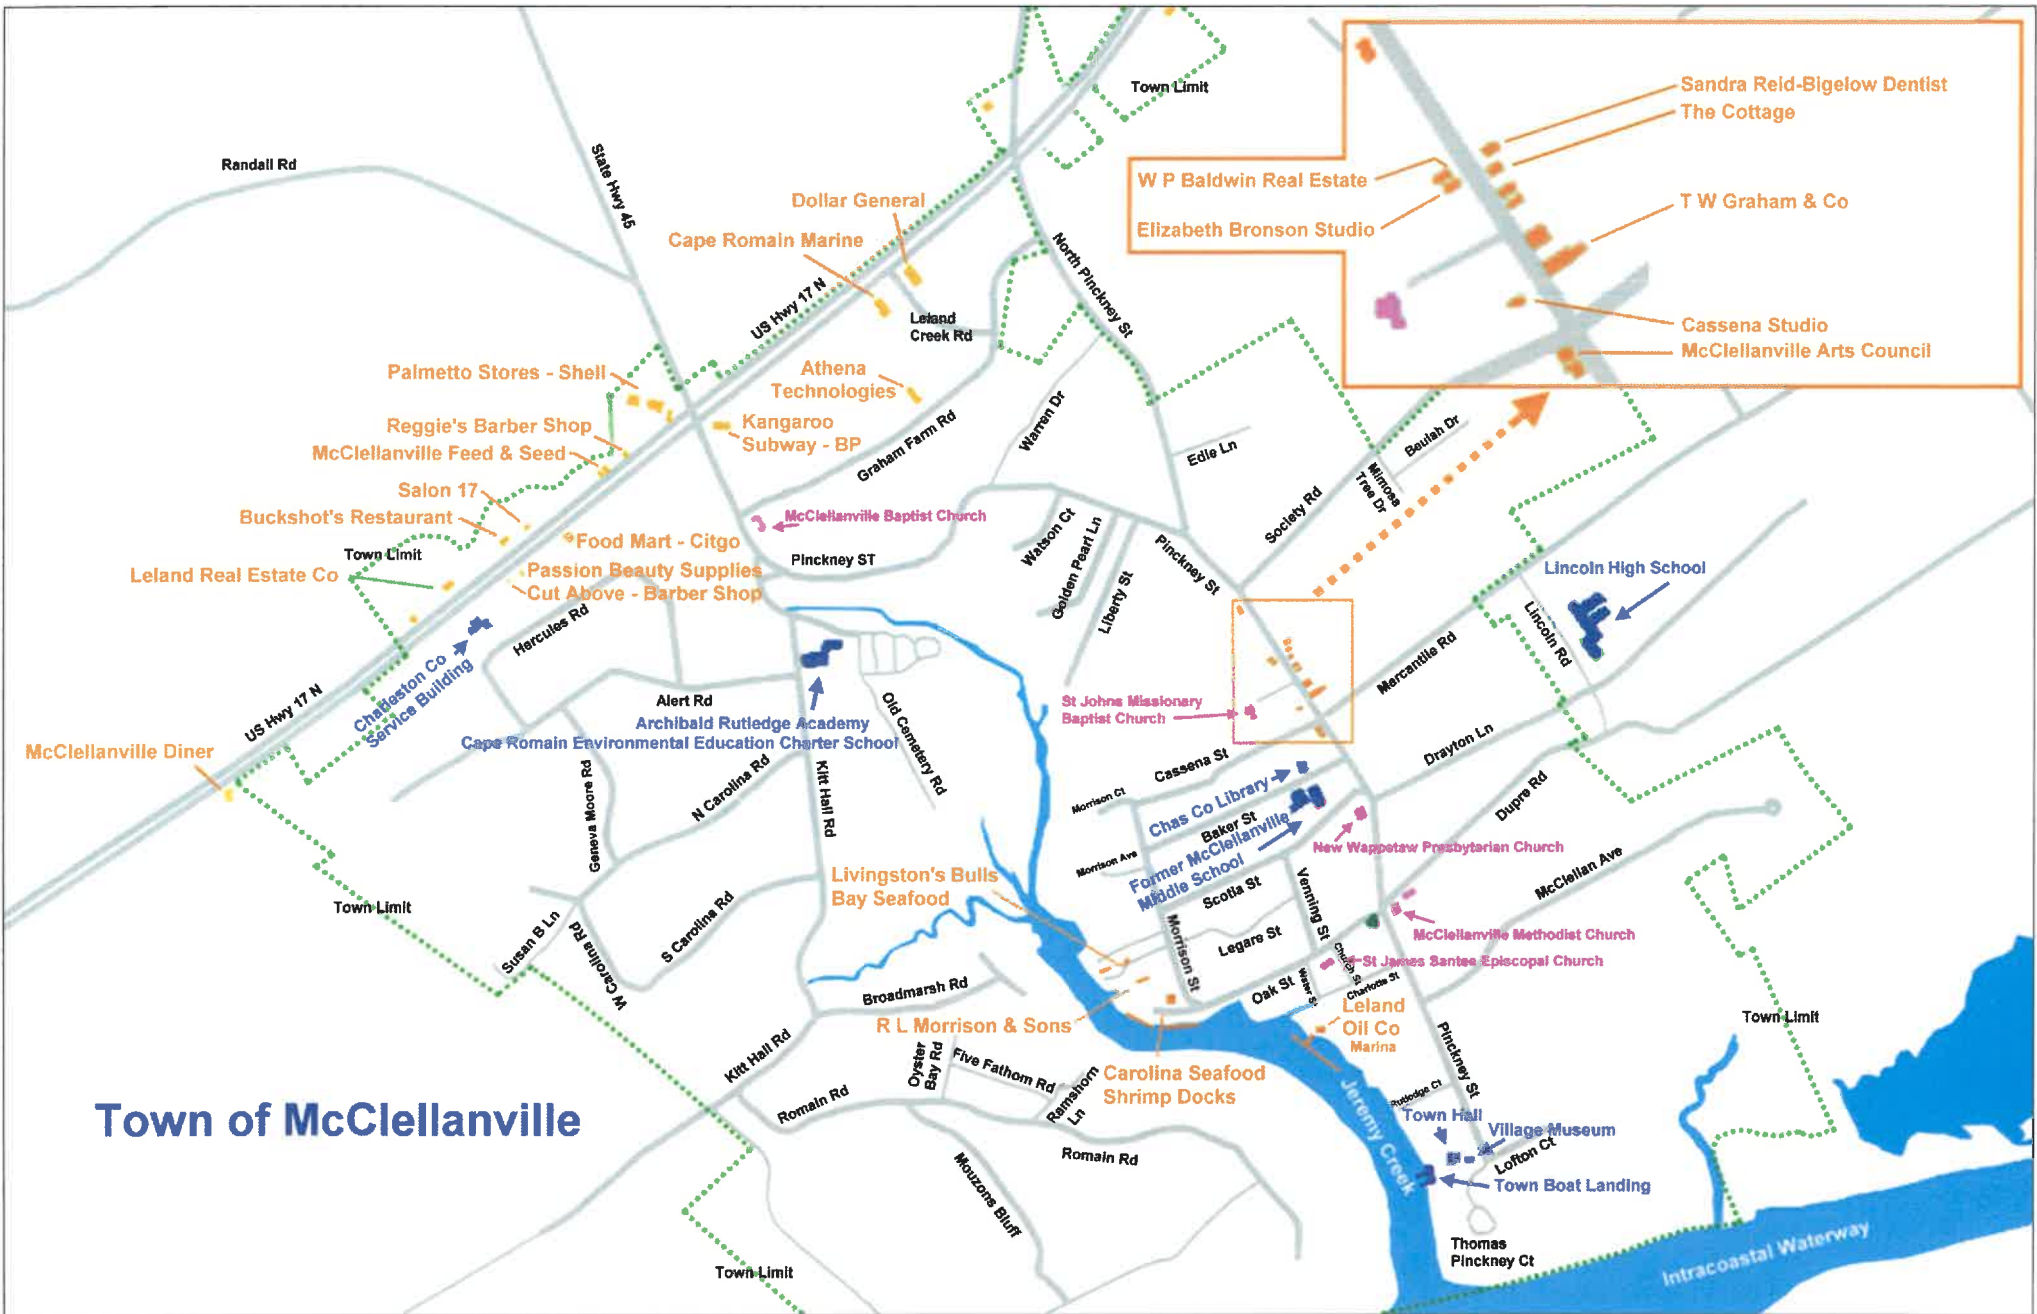 Town Limit
Sandra Reid-Bigelow Dentist
The Cottage
W P Baldwin Real Estate
Elizabeth Bronson Studio
T W Graham & Co
Cassena Studio
McClellanville Arts Council
Randall Rd
State Hwy 45
Dollar General
Cape Romain Marine
US Hwy 17 N
Leland
Creek Rd
North Pinckney St
Palmetto Stores - Shell
Athena
Technologies
Reggie's Barber Shop
McClellanville Feed & Seed
Kangaroo
Subway - BP
Graham Farm Rd
Warren Dr
Edie Ln
Beulah Dr
Mimosa
Tree Dr
Society Rd
Salon 17
Buckshot's Restaurant
McClellanville Baptist Church
Town Limit
Food Mart - Citgo
Pinckney ST
Watson Ct
Golden Pearl Ln
Liberty St
Pinckney St
Leland Real Estate Co
Passion Beauty Supplies
Cut Above - Barber Shop
Hercules Rd
Lincoln High School
Lincoln Rd
Marcantile Rd
Charleston Co
Service Building
US Hwy 17 N
Alert Rd
Archibald Rutledge Academy
Cape Romain Environmental Education Charter School
Old Cemetery Rd
St Johns Missionary
Baptist Church
McClellanville Diner
Geneva Moore Rd
N Carolina Rd
Kitt Hall Rd
Cassena St
Morrison Ct
Chas Co Library
Drayton Ln
Dupre Rd
Baker St
Former McClellanville
Middle School
New Wappetaw Presbyterian Church
Morrison Ave
McClellan Ave
Livingston's Bulls
Bay Seafood
Scotia St
Venning St
Town Limit
Susan B Ln
W Carolina Rd
S Carolina Rd
Morrison St
Legare St
McClellanville Methodist Church
Church St
St James Santee Episcopal Church
Broadmarsh Rd
Oak St
Water St
Charlotte St
R L Morrison & Sons
Leland
Oil Co
Marina
Town Limit
Kitt Hall Rd
Oyster
Bay Rd
Five Fathom Rd
Ramshorn
Ln
Carolina Seafood
Shrimp Docks
Pinckney St
Romain Rd
Jeremy Creek
Rutledge Ct
Town of McClellanville
Town Hall
Village Museum
Lofton Ct
Romain Rd
Mouzons Bluff
Town Boat Landing
Thomas
Pinckney Ct
Intracoastal Waterway
Town Limit